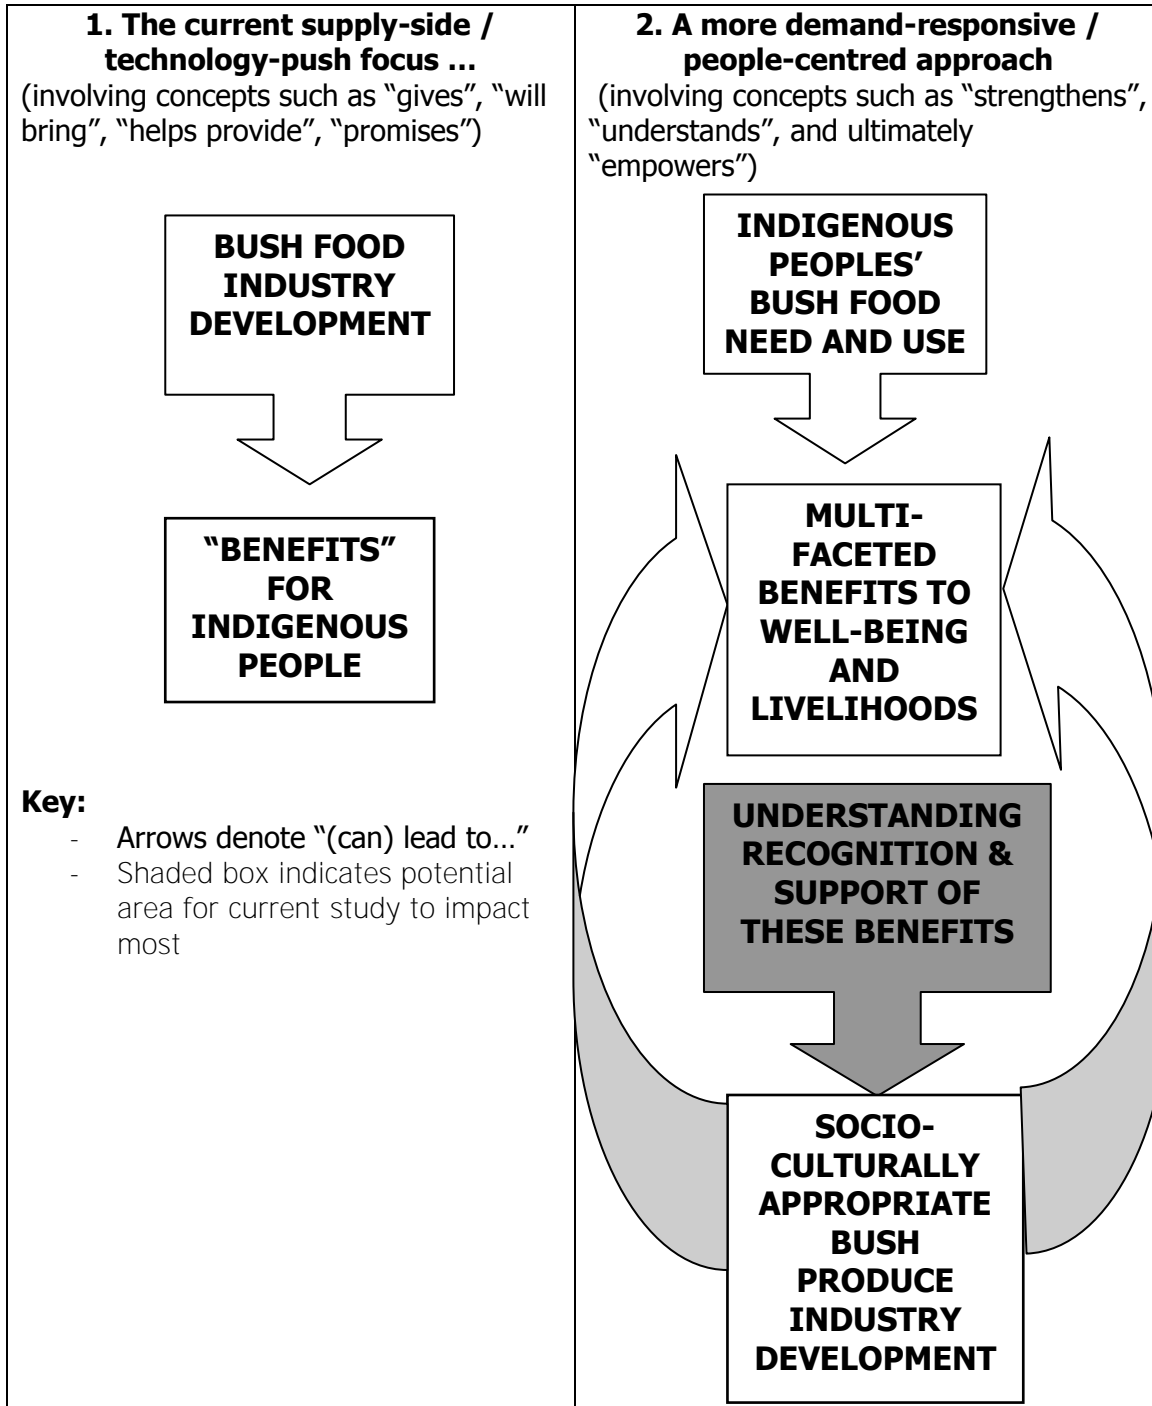 1. The current supply-side /
technology-push focus …
(involving concepts such as “gives”, “will
bring”, “helps provide”, “promises”)
BUSH FOOD
INDUSTRY
DEVELOPMENT
“BENEFITS”
FOR
INDIGENOUS
PEOPLE
Key:
- Arrows denote “(can) lead to…”
- Shaded box indicates potential
area for current study to impact
most
2. A more demand-responsive /
people-centred approach
(involving concepts such as “strengthens”,
“understands”, and ultimately
“empowers”)
INDIGENOUS
PEOPLES’
BUSH FOOD
NEED AND USE
MULTI-
FACETED
BENEFITS TO
WELL-BEING
AND
LIVELIHOODS
UNDERSTANDING
RECOGNITION &
SUPPORT OF
THESE BENEFITS
SOCIO-
CULTURALLY
APPROPRIATE
BUSH
PRODUCE
INDUSTRY
DEVELOPMENT